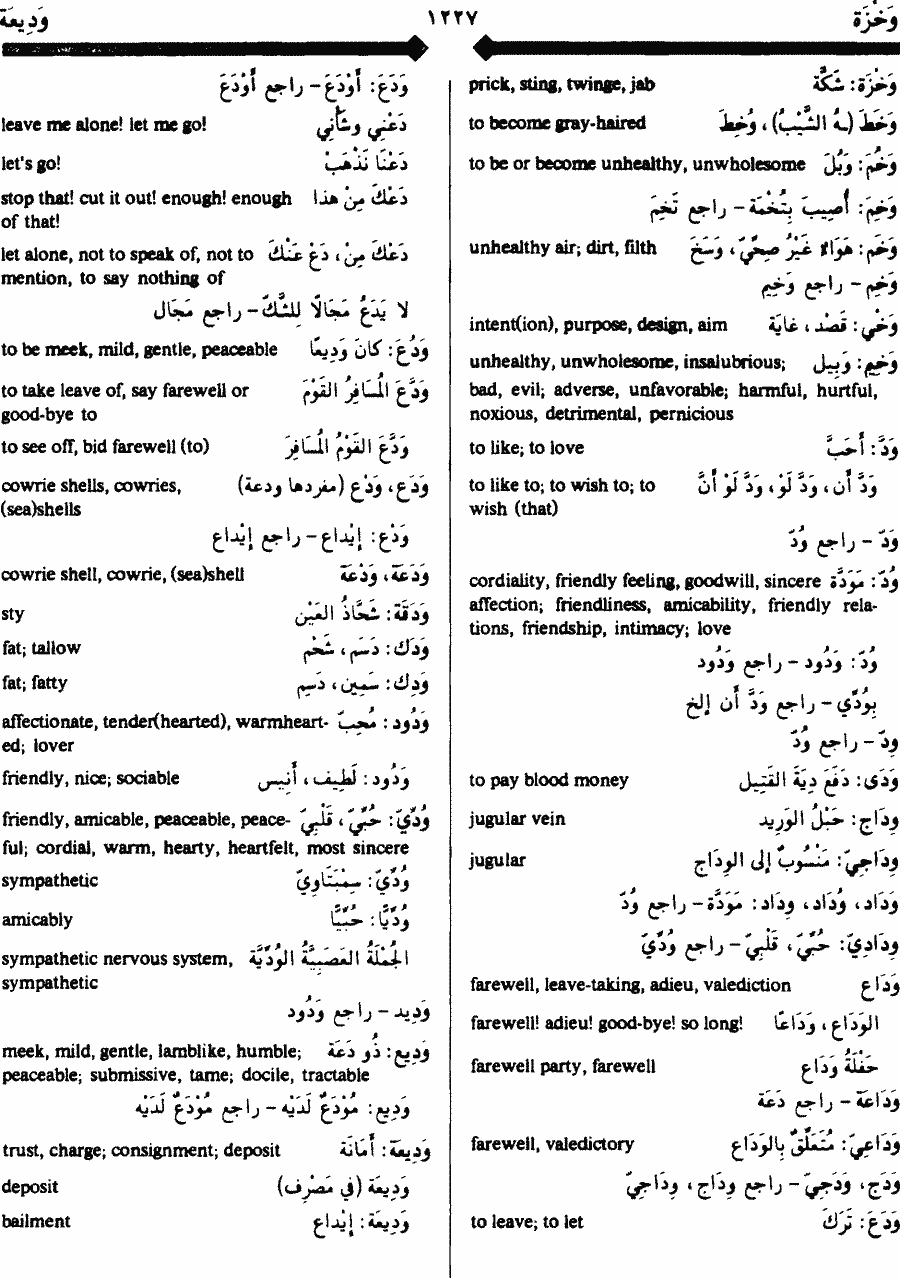 وَخْزَة
١٢٢٧
وَدِيعَة
وَخْزَة: شَكَّة prick, sting, twinge, jab
وَخَطَ (ـهُ الشَّيْبُ)، وُخِطَ to become gray-haired
وَخُمَ: وَبُلَ to be or become unhealthy, unwholesome
وَخِمَ: أُصِيبَ بِتُخْمَة - راجع تَخِمَ
وَخَم: هَوَاءٌ غَيْرُ صِحِّيّ، وَسَخ unhealthy air; dirt, filth
وَخِم - راجع وَخِيم
وَخْي: قَصْد، غايَة intent(ion), purpose, design, aim
وَخِيم: وَبِيل unhealthy, unwholesome, insalubrious;
bad, evil; adverse, unfavorable; harmful, hurtful,
noxious, detrimental, pernicious
وَدَّ: أَحَبَّ to like; to love
وَدَّ أن، وَدَّ لَوْ، وَدَّ لَوْ أَنَّ to like to; to wish to; to
wish (that)
وَدّ - راجع وُدّ
وُدّ: مَوَدَّة cordiality, friendly feeling, goodwill, sincere
affection; friendliness, amicability, friendly rela-
tions, friendship, intimacy; love
وُدّ: وَدُود - راجع وَدُود
بِوُدِّي - راجع وَدَّ أن إلخ
وِدّ - راجع وُدّ
وَدَى: دَفَعَ دِيَةَ القَتِيل to pay blood money
وِدَاج: حَبْلُ الوَرِيد jugular vein
وِدَاجِيّ: مَنْسُوبٌ إلى الوِدَاج jugular
وَدَاد، وُدَاد، وِدَاد: مَوَدَّة - راجع وُدّ
وِدَادِيّ: حُبِّيّ، قَلْبِيّ - راجع وُدِّيّ
وَدَاع farewell, leave-taking, adieu, valediction
الوَدَاع، وَدَاعًا farewell! adieu! good-bye! so long!
حَفْلَةُ وَدَاع farewell party, farewell
وَدَاعَة - راجع دَعَة
وَدَاعِيّ: مُتَعَلِّقٌ بِالوَدَاع farewell, valedictory
وَدَج، وَدَجِيّ - راجع وِدَاج، وِدَاجِيّ
وَدَعَ: تَرَكَ to leave; to let
وَدَعَ: أَوْدَعَ - راجع أَوْدَعَ
دَعْنِي وشَأْنِي leave me alone! let me go!
دَعْنَا نَذْهَبْ let's go!
دَعْكَ مِنْ هذا stop that! cut it out! enough! enough
of that!
دَعْكَ مِنْ، دَعْ عَنْكَ let alone, not to speak of, not to
mention, to say nothing of
لا يَدَعُ مَجَالًا لِلشَّكّ - راجع مَجَال
وَدُعَ: كانَ وَدِيعًا to be meek, mild, gentle, peaceable
وَدَّعَ المُسَافِرُ القَوْمَ to take leave of, say farewell or
good-bye to
وَدَّعَ القَوْمُ المُسَافِرَ to see off, bid farewell (to)
وَدَع، وَدْع (مفردها ودعة) cowrie shells, cowries,
(sea)shells
وَدْع: إيْدَاع - راجع إيْدَاع
وَدَعَة، وَدْعَة cowrie shell, cowrie, (sea)shell
وَدَقَة: شَحَّاذُ العَيْن sty
وَدَك: دَسَم، شَحْم fat; tallow
وَدِك: سَمِين، دَسِم fat; fatty
وَدُود: مُحِبّ affectionate, tender(hearted), warmheart-
ed; lover
وَدُود: لَطِيف، أَنِيس friendly, nice; sociable
وُدِّيّ: حُبِّيّ، قَلْبِيّ friendly, amicable, peaceable, peace-
ful; cordial, warm, hearty, heartfelt, most sincere
وُدِّيّ: سِمْبَتَاوِيّ sympathetic
وُدِّيًّا: حُبِّيًّا amicably
الجُمْلَةُ العَصَبِيَّةُ الوُدِّيَّة sympathetic nervous system,
sympathetic
وَدِيد - راجع وَدُود
وَدِيع: ذُو دَعَة meek, mild, gentle, lamblike, humble;
peaceable; submissive, tame; docile, tractable
وَدِيع: مُوْدَعٌ لَدَيْه - راجع مُوْدَعٌ لَدَيْه
وَدِيعَة: أَمَانَة trust, charge; consignment; deposit
وَدِيعَة (في مَصْرِف) deposit
وَدِيعَة: إيْدَاع bailment